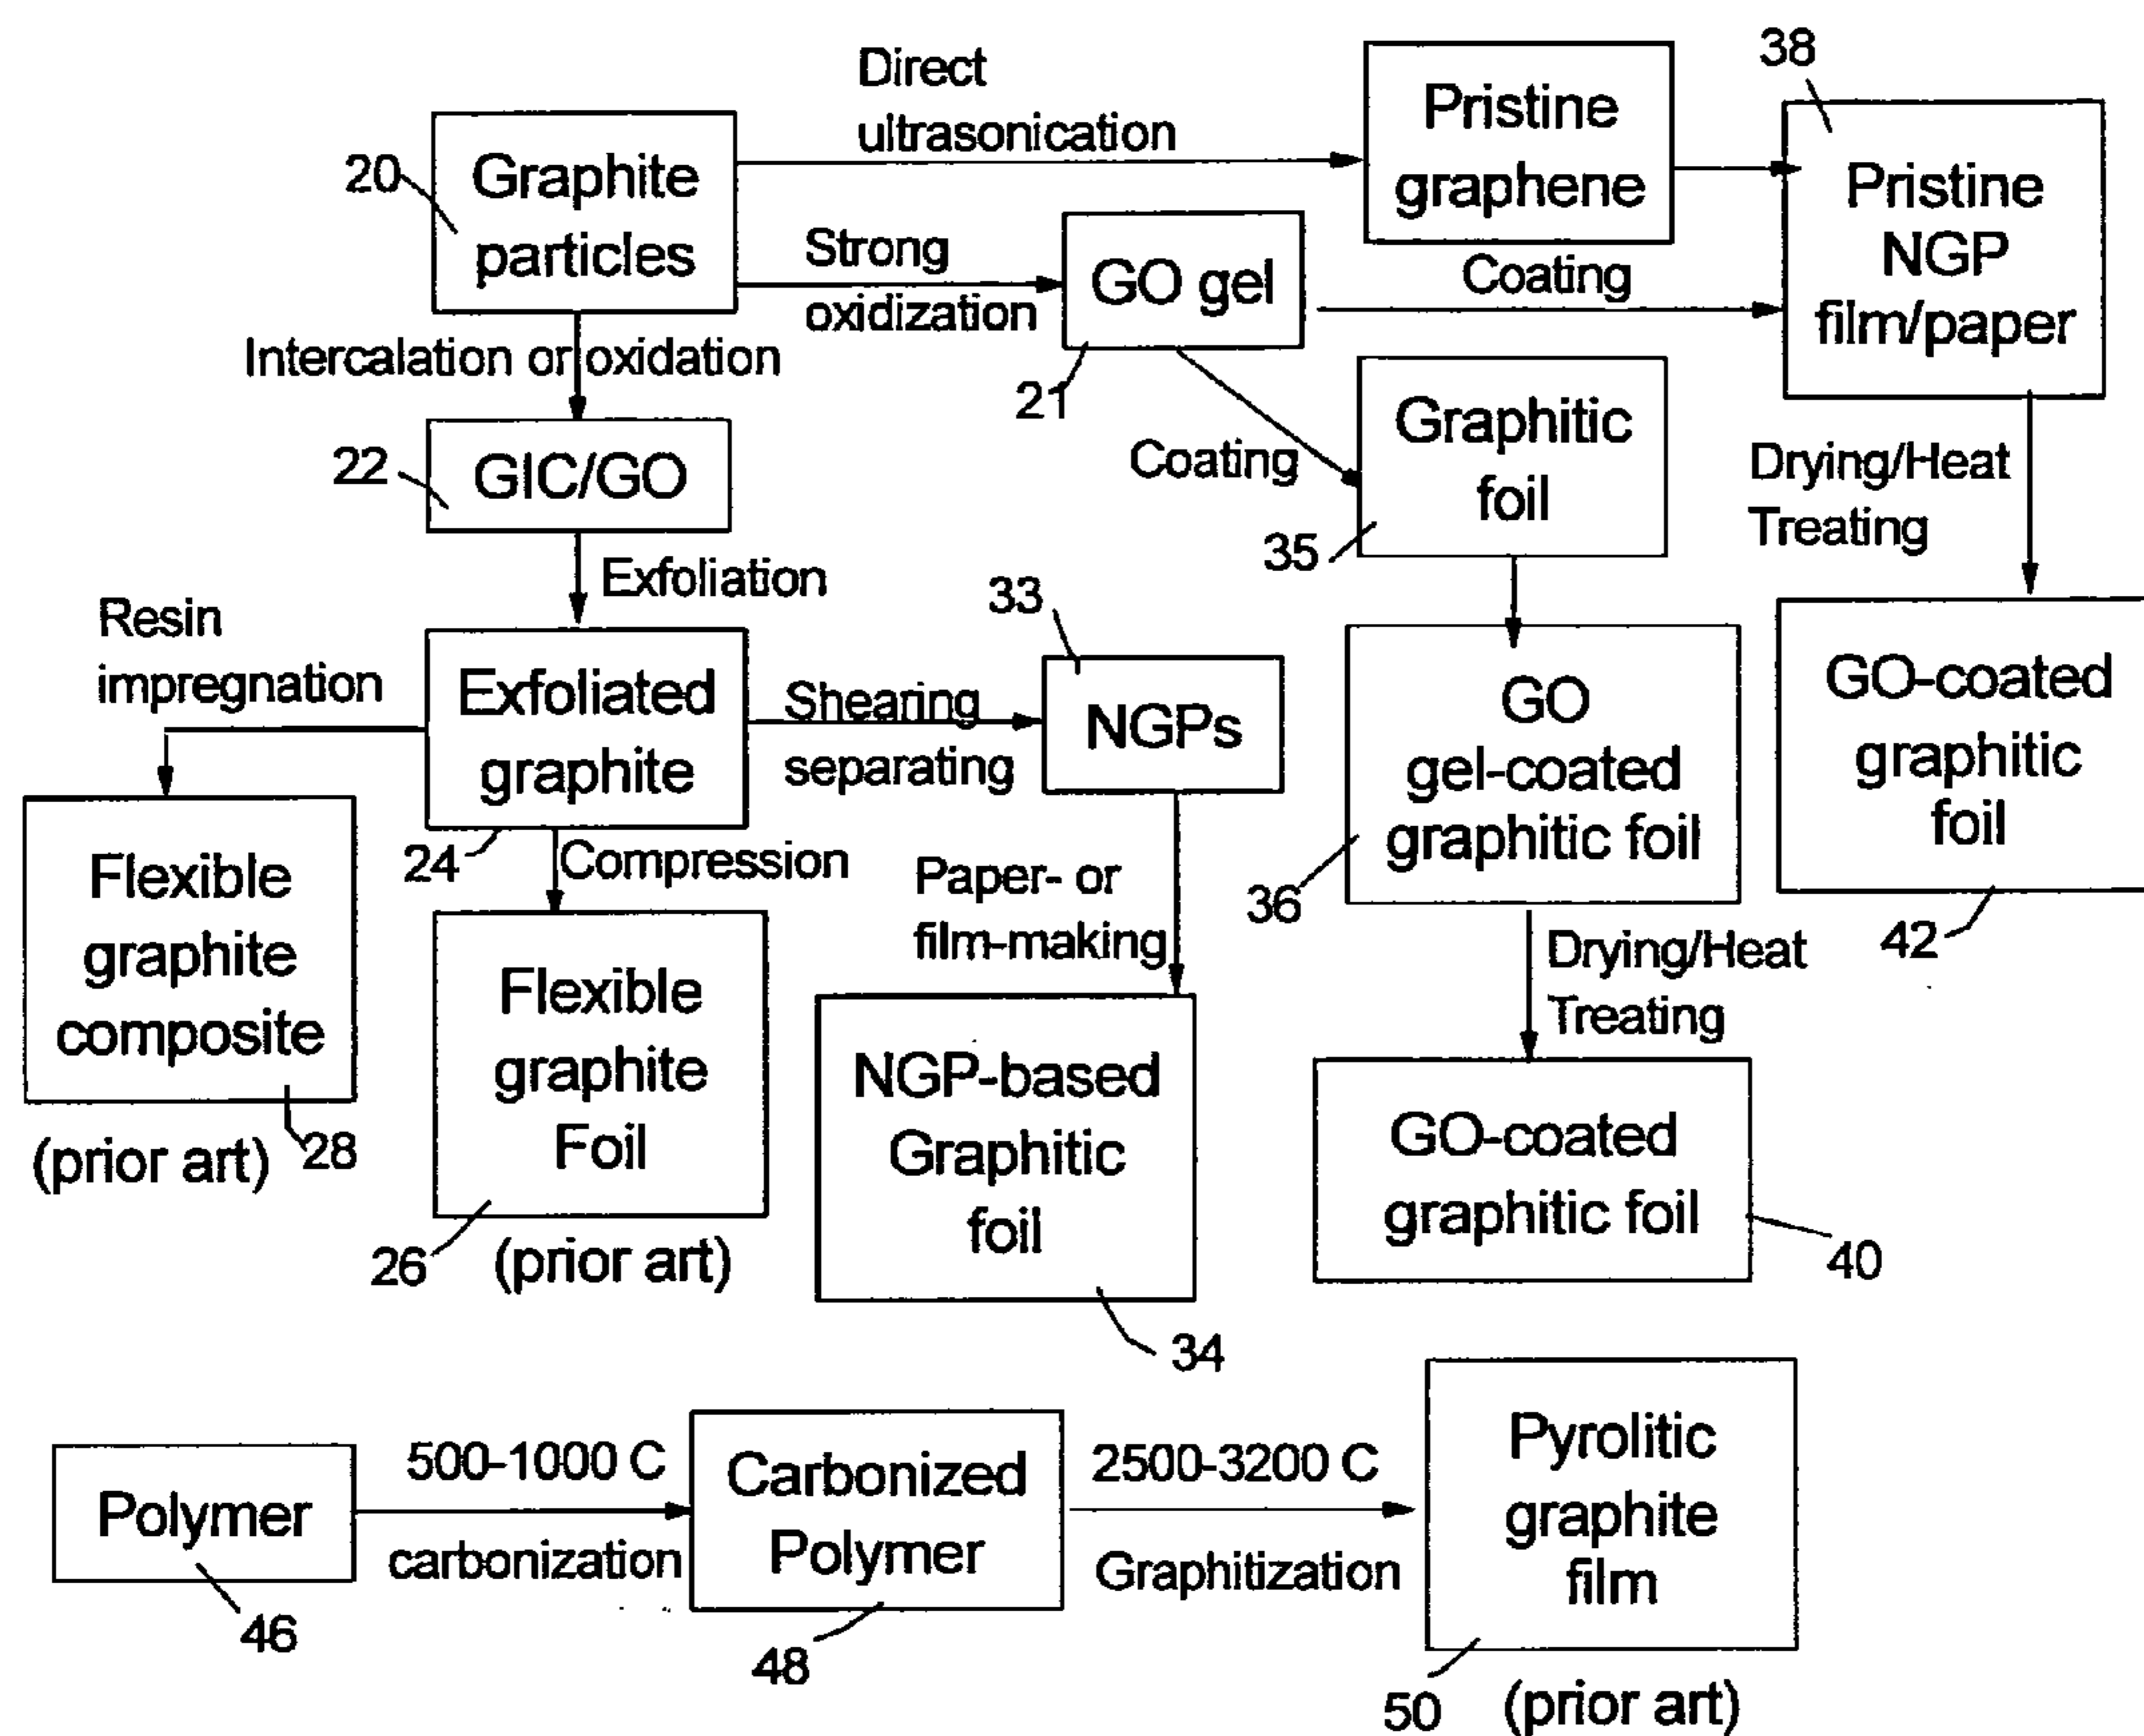 Direct
ultrasonication
Pristine
graphene
38
Pristine
NGP
film/paper
20
Graphite
particles
Strong
oxidization
GO gel
21
Coating
Intercalation or oxidation
Coating
Graphitic
foil
35
Drying/Heat
Treating
22
GIC/GO
Exfoliation
Resin
impregnation
Exfoliated
graphite
24
Shearing
separating
33
NGPs
GO
gel-coated
graphitic foil
36
GO-coated
graphitic
foil
42
Flexible
graphite
composite
28
(prior art)
Compression
Flexible
graphite
Foil
26
(prior art)
Paper- or
film-making
NGP-based
Graphitic
foil
34
Drying/Heat
Treating
GO-coated
graphitic foil
40
Polymer
46
500-1000 C
carbonization
Carbonized
Polymer
48
2500-3200 C
Graphitization
Pyrolitic
graphite
film
50
(prior art)